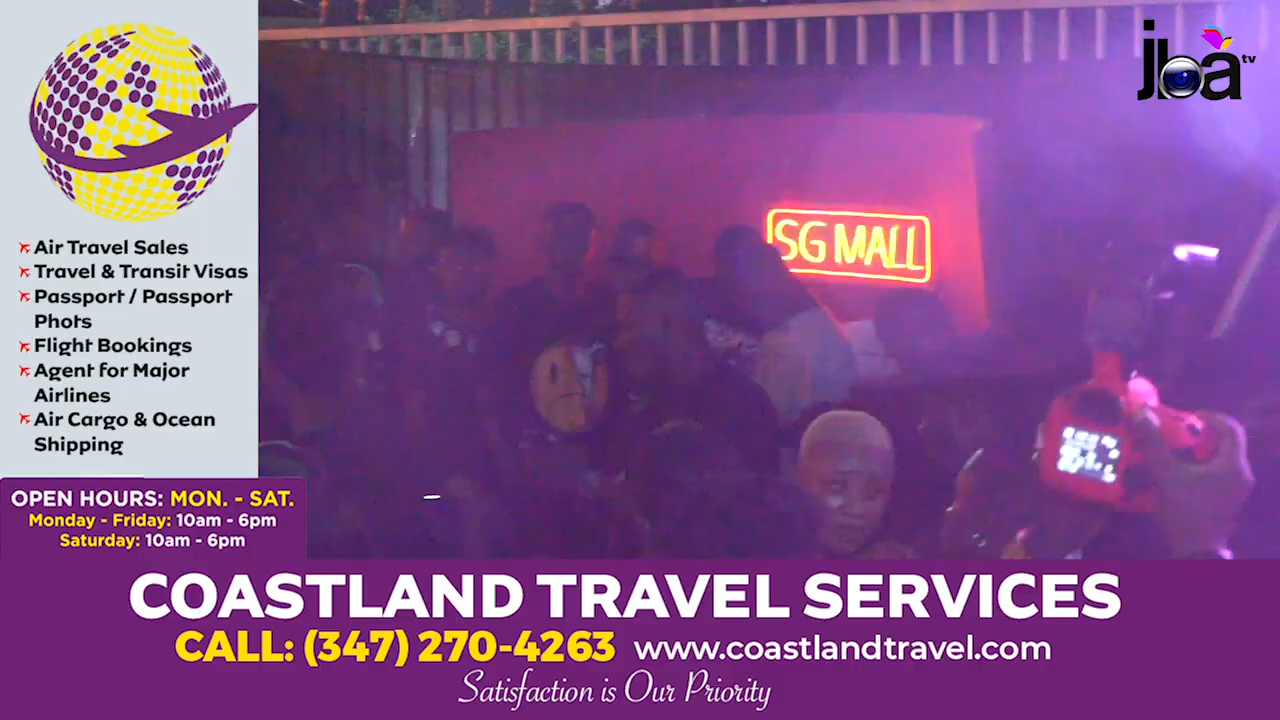 jba tv
SG MALL
Air Travel Sales
Travel & Transit Visas
Passport / Passport
Phots
Flight Bookings
Agent for Major
Airlines
Air Cargo & Ocean
Shipping
OPEN HOURS: MON. - SAT.
Monday - Friday: 10am - 6pm
Saturday: 10am - 6pm
COASTLAND TRAVEL SERVICES
CALL: (347) 270-4263 www.coastlandtravel.com
Satisfaction is Our Priority